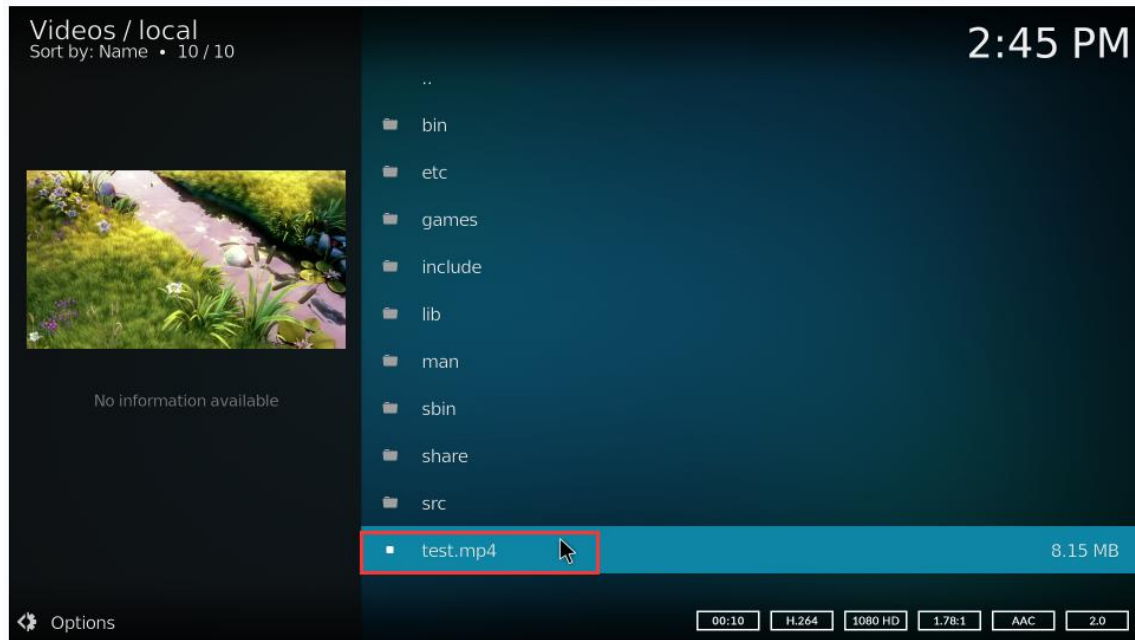 Videos / local
Sort by: Name • 10 / 10
2:45 PM
..
bin
etc
games
include
lib
man
No information available
sbin
share
src
test.mp4 8.15 MB
Options
00:10 H.264 1080 HD 1.78:1 AAC 2.0